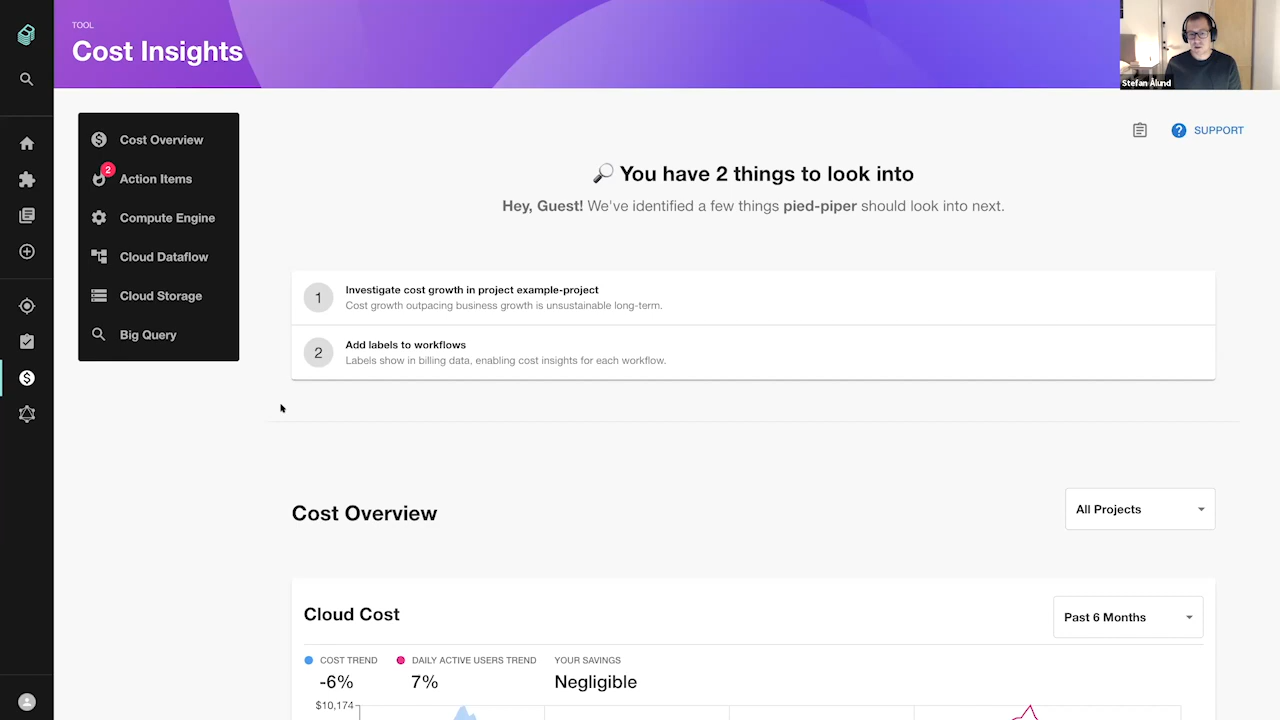 TOOL
Cost Insights
Stefan Ålund
Cost Overview
2
Action Items
Compute Engine
Cloud Dataflow
Cloud Storage
Big Query
SUPPORT
You have 2 things to look into
Hey, Guest! We've identified a few things pied-piper should look into next.
1
Investigate cost growth in project example-project
Cost growth outpacing business growth is unsustainable long-term.
2
Add labels to workflows
Labels show in billing data, enabling cost insights for each workflow.
Cost Overview
All Projects
Cloud Cost
Past 6 Months
COST TREND
-6%
DAILY ACTIVE USERS TREND
7%
YOUR SAVINGS
Negligible
$10,174